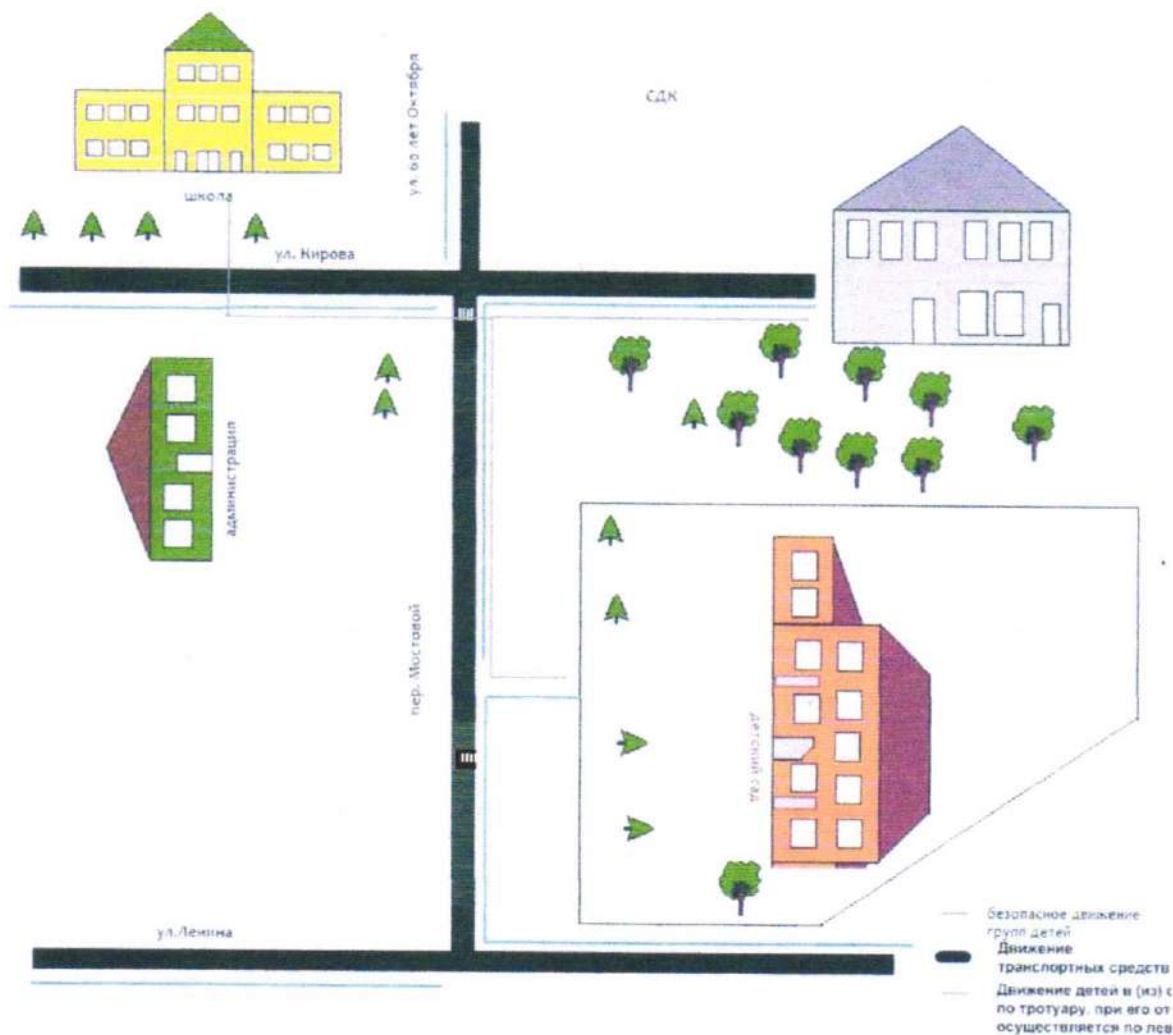 ул. 60 лет Октября
СДК
школа
ул. Кирова
администрация
пер. Мостовой
детский сад
ул.Ленина
безопасное движение
групп детей
Движение
транспортных средств
Движение детей в (из) с
по тротуару, при его от
осуществляется по лев